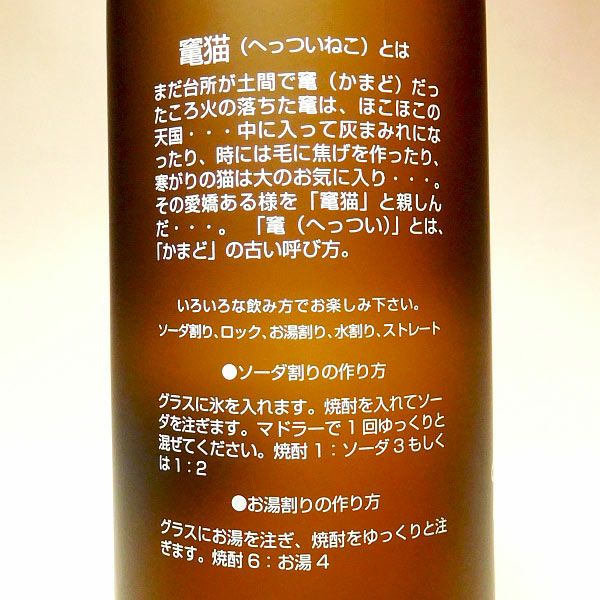 竃猫（へっついねこ）とは
まだ台所が土間で竃（かまど）だっ
たころ火の落ちた竃は、ほこほこの
天国・・・中に入って灰まみれにな
ったり、時には毛に焦げを作ったり、
寒がりの猫は大のお気に入り・・・。
その愛嬌ある様を「竃猫」と親しん
だ・・・。　「竃（へっつい）」とは、
「かまど」の古い呼び方。
いろいろな飲み方でお楽しみ下さい。
ソーダ割り、ロック、お湯割り、水割り、ストレート
●ソーダ割りの作り方
グラスに氷を入れます。焼酎を入れてソー
ダを注ぎます。マドラーで１回ゆっくりと
混ぜてください。焼酎１：ソーダ３もしく
は１：２
●お湯割りの作り方
グラスにお湯を注ぎ、焼酎をゆっくりと注
ぎます。焼酎６：お湯４